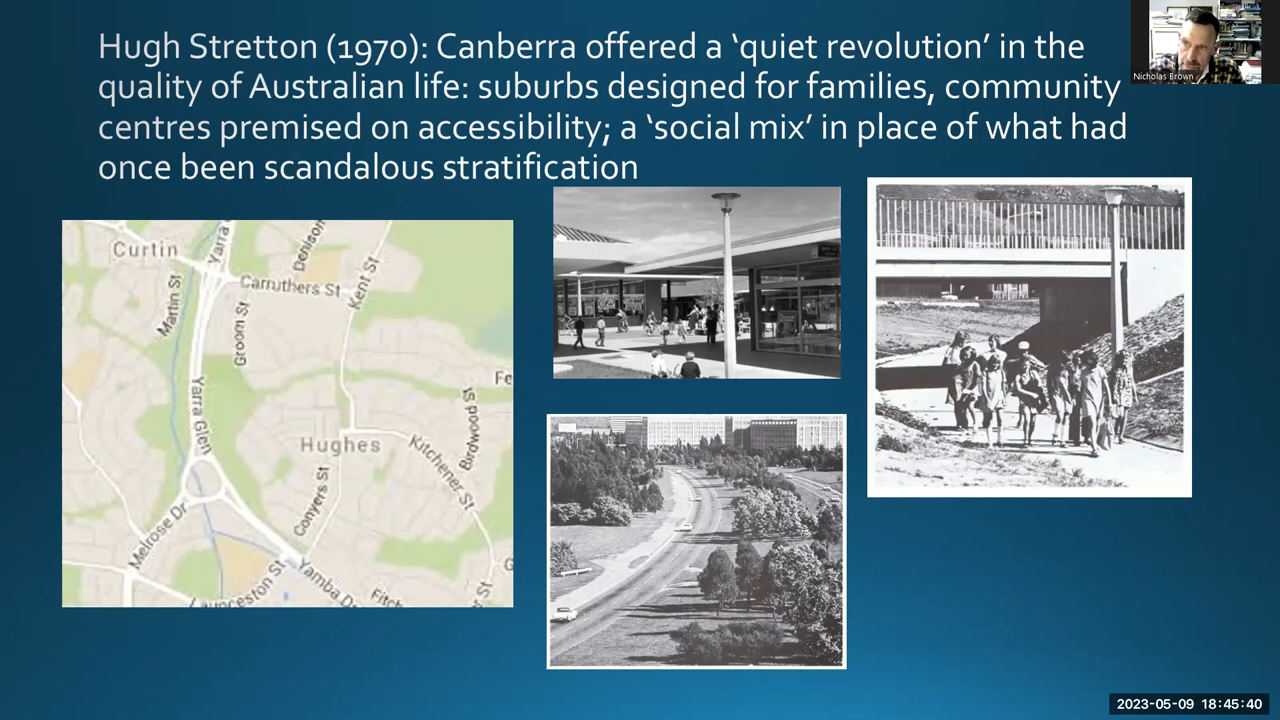 Hugh Stretton (1970): Canberra offered a ‘quiet revolution’ in the
quality of Australian life: suburbs designed for families, community
centres premised on accessibility; a ‘social mix’ in place of what had
once been scandalous stratification
Nicholas Brown
Curtin
Yarra
Denison
Carruthers St
Kent St
Martin St
Groom St
Yarra Glen
Hughes
Kitchener St
Birdwood St
Conyers St
Melrose Dr
Launceston St
Yamba Dr
2023-05-09 18:45:40